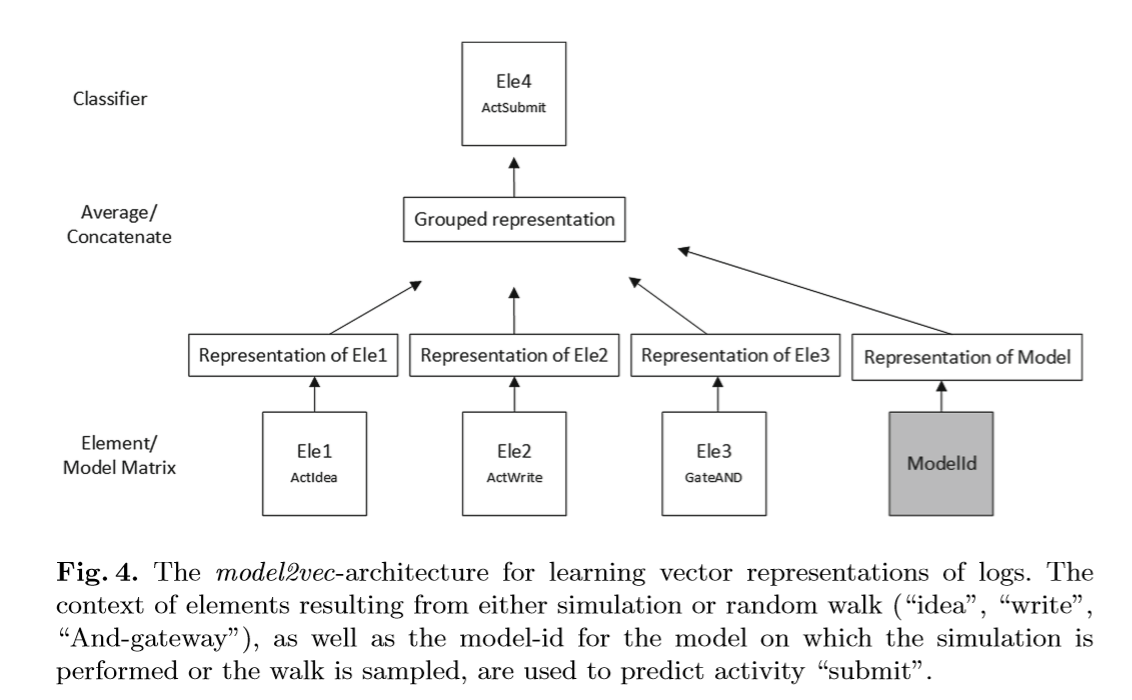 Ele4
ActSubmit
Classifier
Average/
Concatenate
Grouped representation
Representation of Ele1
Representation of Ele2
Representation of Ele3
Representation of Model
Element/
Model Matrix
Ele1
ActIdea
Ele2
ActWrite
Ele3
GateAND
ModelId
Fig. 4. The model2vec-architecture for learning vector representations of logs. The
context of elements resulting from either simulation or random walk (“idea”, “write”,
“And-gateway”), as well as the model-id for the model on which the simulation is
performed or the walk is sampled, are used to predict activity “submit”.